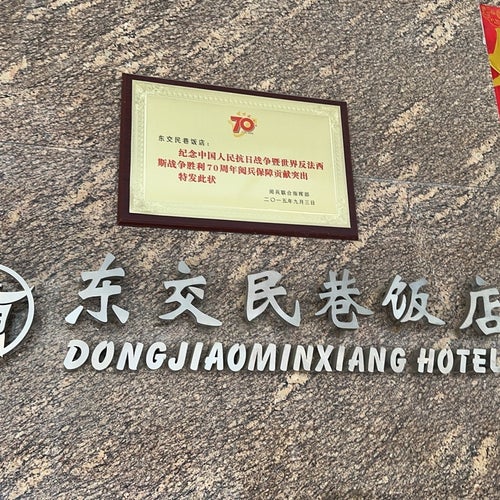 70
东交民巷饭店：
纪念中国人民抗日战争暨世界反法西
斯战争胜利70周年阅兵保障贡献突出
特发此状
阅兵联合指挥部
二〇一五年九月三日
东交民巷饭店
DONGJIAOMINXIANG HOTEL